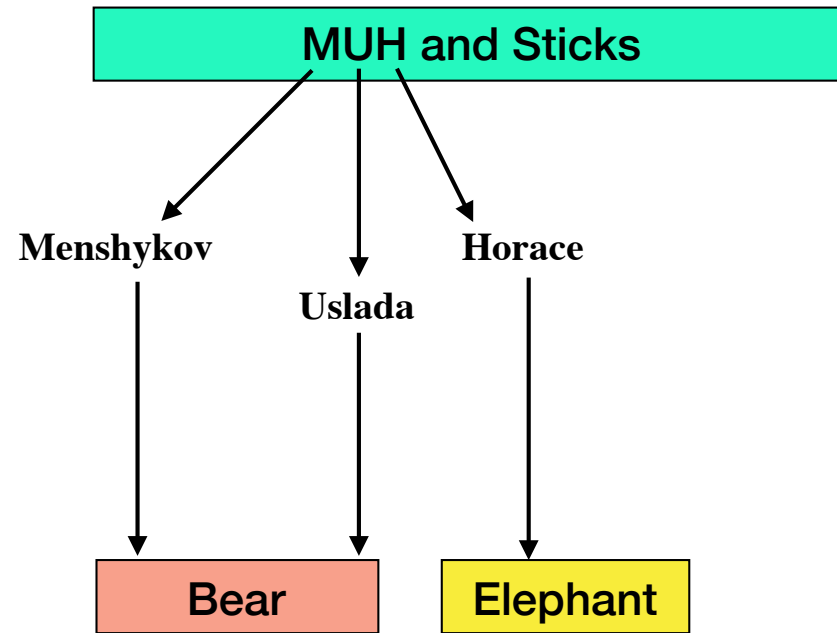 MUH and Sticks
Menshykov
Horace
Uslada
Bear
Elephant